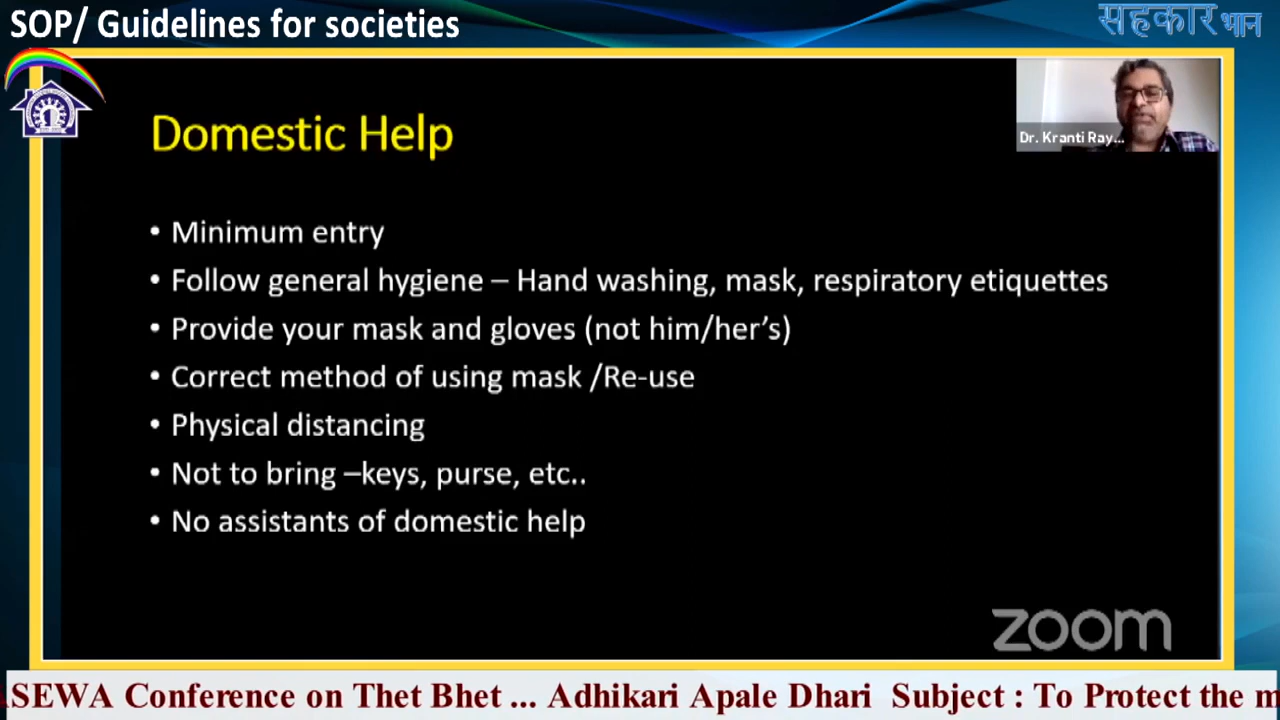 SOP/ Guidelines for societies
सहकार भान
Dr. Kranti Ray...
Domestic Help
• Minimum entry
• Follow general hygiene – Hand washing, mask, respiratory etiquettes
• Provide your mask and gloves (not him/her’s)
• Correct method of using mask /Re-use
• Physical distancing
• Not to bring –keys, purse, etc..
• No assistants of domestic help
zoom
SEWA Conference on Thet Bhet ... Adhikari Apale Dhari Subject : To Protect the m